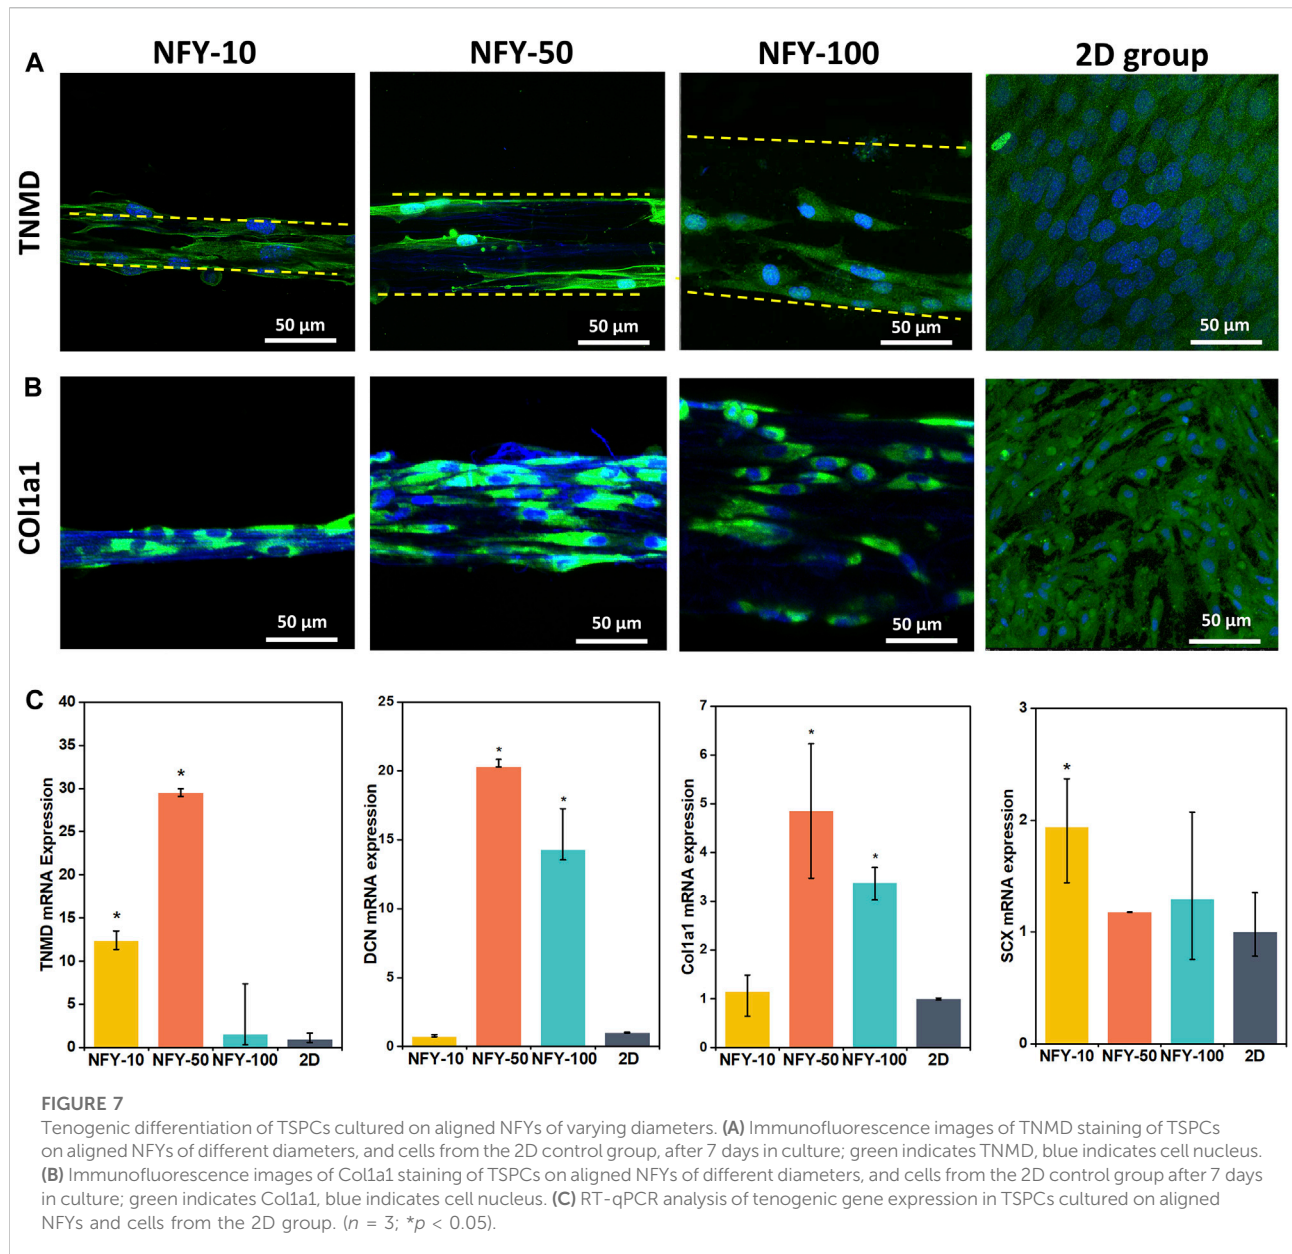 NFY-10 NFY-50 NFY-100 2D group
A
TNMD
50 µm 50 µm 50 µm 50 µm
B
COl1a1
50 µm 50 µm 50 µm 50 µm
C
TNMD mRNA Expression
40
35
30
25
20
15
10
5
0
* *
NFY-10 NFY-50 NFY-100 2D
DCN mRNA expression
25
20
15
10
5
0
* *
NFY-10 NFY-50 NFY-100 2D
Col1a1 mRNA expression
7
6
5
4
3
2
1
0
* *
NFY-10 NFY-50 NFY-100 2D
SCX mRNA expression
3
2
1
0
*
NFY-10 NFY-50 NFY-100 2D
FIGURE 7
Tenogenic differentiation of TSPCs cultured on aligned NFYs of varying diameters. (A) Immunofluorescence images of TNMD staining of TSPCs
on aligned NFYs of different diameters, and cells from the 2D control group, after 7 days in culture; green indicates TNMD, blue indicates cell nucleus.
(B) Immunofluorescence images of Col1a1 staining of TSPCs on aligned NFYs of different diameters, and cells from the 2D control group after 7 days
in culture; green indicates Col1a1, blue indicates cell nucleus. (C) RT-qPCR analysis of tenogenic gene expression in TSPCs cultured on aligned
NFYs and cells from the 2D group. (n = 3; *p < 0.05).